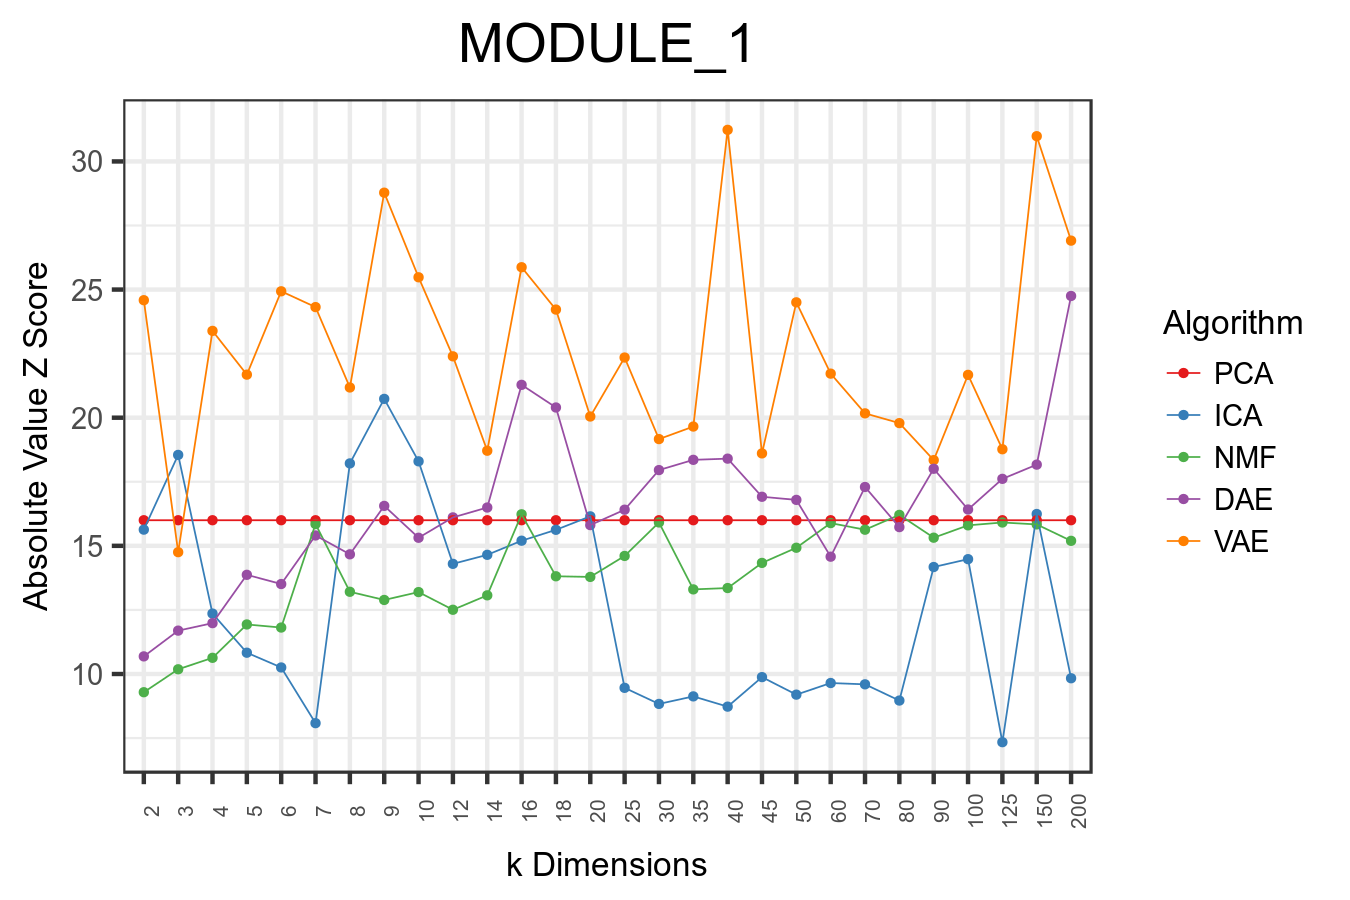 MODULE_1
Absolute Value Z Score
30
25
20
15
10
2 3 4 5 6 7 8 9 10 12 14 16 18 20 25 30 35 40 45 50 60 70 80 90 100 125 150 200
k Dimensions
Algorithm
PCA
ICA
NMF
DAE
VAE